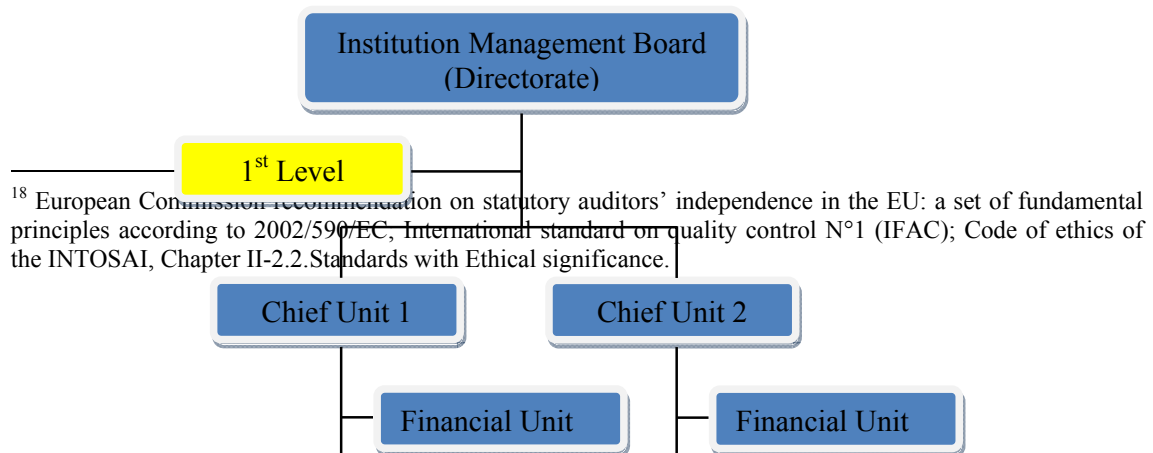 Institution Management Board
(Directorate)
1st Level
18 European Commission recommendation on statutory auditors’ independence in the EU: a set of fundamental
principles according to 2002/590/EC, International standard on quality control N°1 (IFAC); Code of ethics of
the INTOSAI, Chapter II-2.2.Standards with Ethical significance.
Chief Unit 1
Chief Unit 2
Financial Unit
Financial Unit